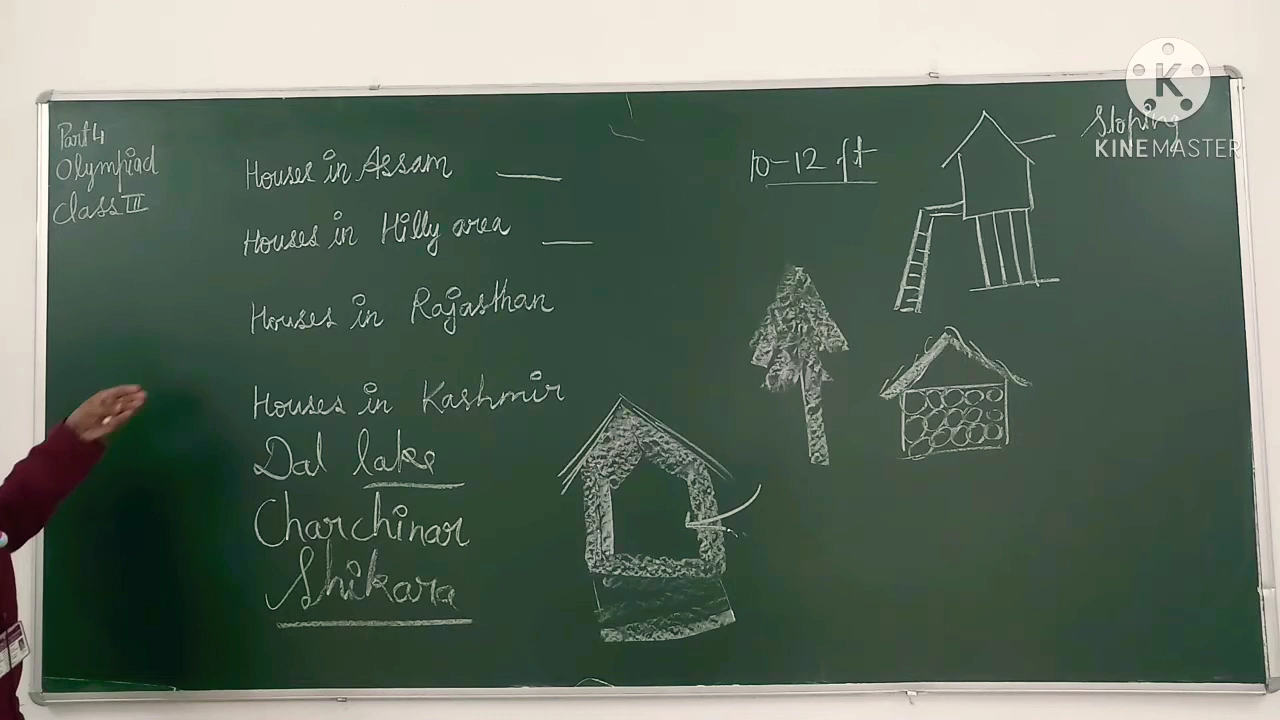 Part 4
Olympiad
Class III
Houses in Assam
Houses in Hilly area
Houses in Rajasthan
Houses in Kashmir
Dal lake
Charchinar
Shikara
10-12 ft
Sloping
K
KINEMASTER